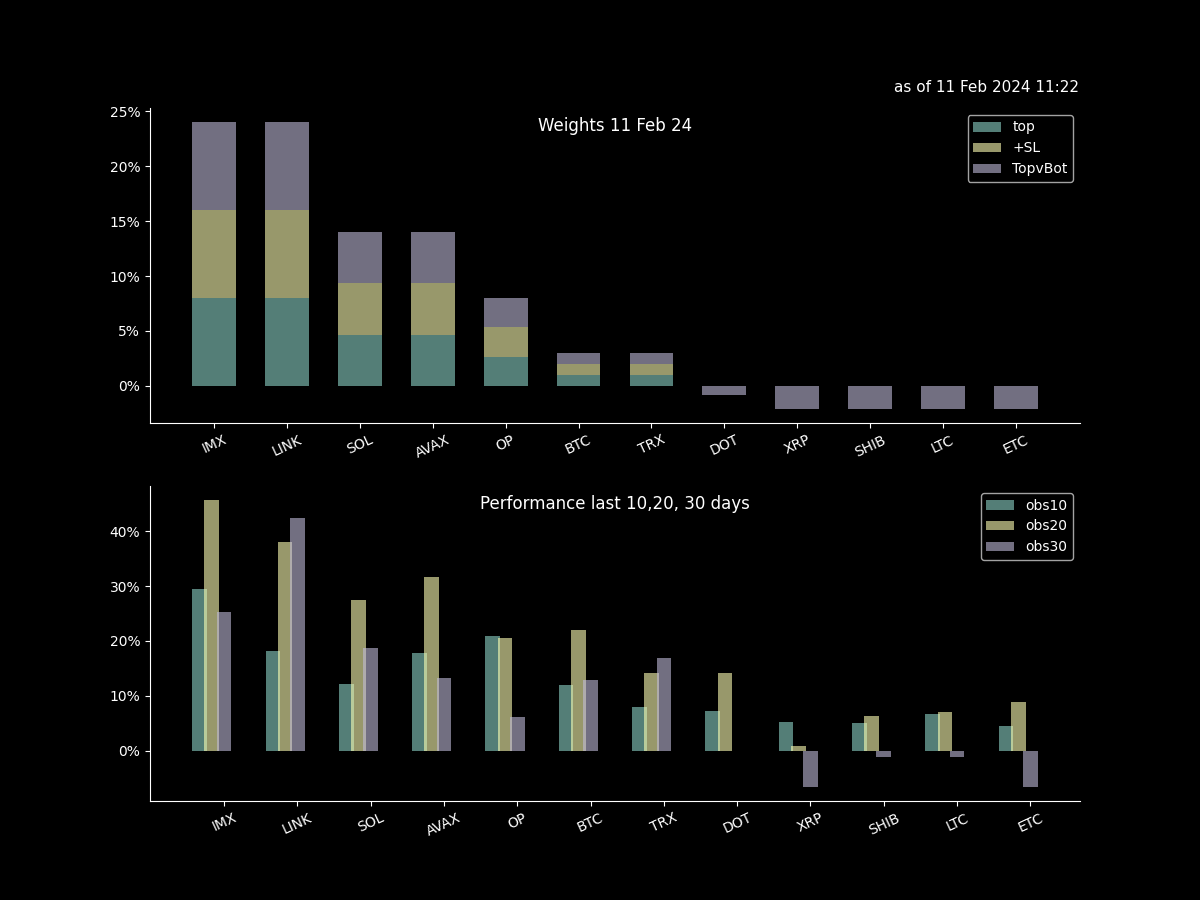 as of 11 Feb 2024 11:22
Weights 11 Feb 24
top
+SL
TopvBot
25%
20%
15%
10%
5%
0%
IMX LINK SOL AVAX OP BTC TRX DOT XRP SHIB LTC ETC
Performance last 10,20, 30 days
obs10
obs20
obs30
40%
30%
20%
10%
0%
IMX LINK SOL AVAX OP BTC TRX DOT XRP SHIB LTC ETC